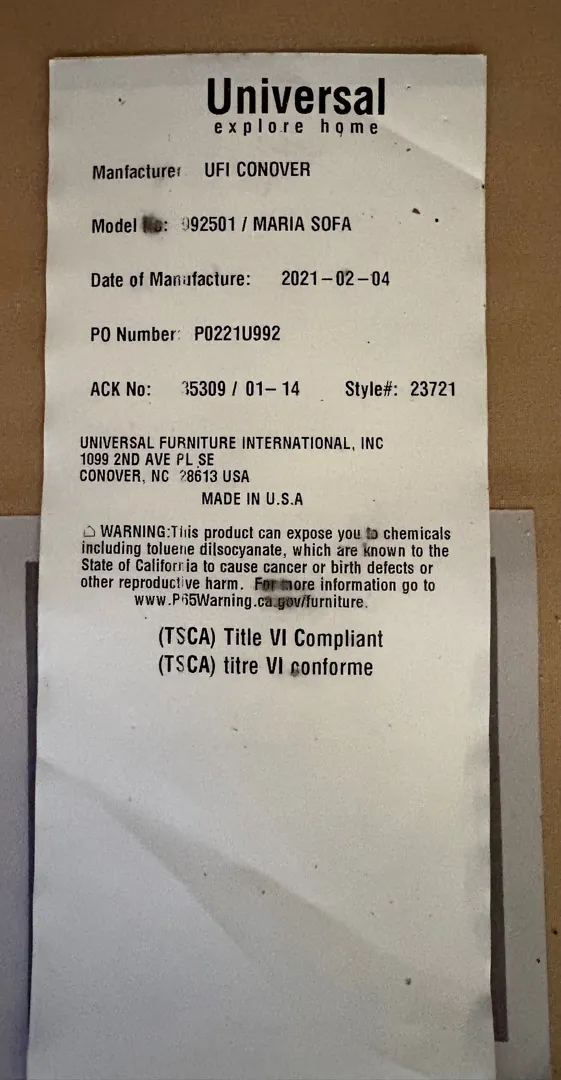 Universal
explore home
Manfacturer UFI CONOVER
Model No: 992501 / MARIA SOFA
Date of Manufacture: 2021-02-04
PO Number: P0221U992
ACK No: 35309 / 01-14 Style#: 23721
UNIVERSAL FURNITURE INTERNATIONAL, INC
1099 2ND AVE PL SE
CONOVER, NC 28613 USA
MADE IN U.S.A
WARNING:This product can expose you to chemicals
including toluene dilsocyanate, which are known to the
State of California to cause cancer or birth defects or
other reproductive harm. For more information go to
www.P65Warning.ca.gov/furniture.
(TSCA) Title VI Compliant
(TSCA) titre VI conforme